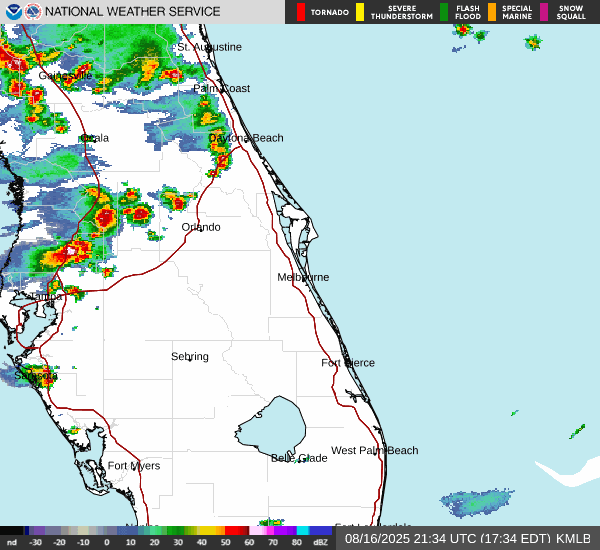 NATIONAL WEATHER SERVICE
TORNADO
SEVERE THUNDERSTORM
FLASH FLOOD
SPECIAL MARINE
SNOW SQUALL
St. Augustine
Gainesville
Palm Coast
Ocala
Daytona Beach
Orlando
Melbourne
Tampa
Sebring
Fort Pierce
Sarasota
West Palm Beach
Belle Glade
Fort Myers
nd -30 -20 -10 0 10 20 30 40 50 60 70 80 dBZ
08/16/2025 21:34 UTC (17:34 EDT) KMLB